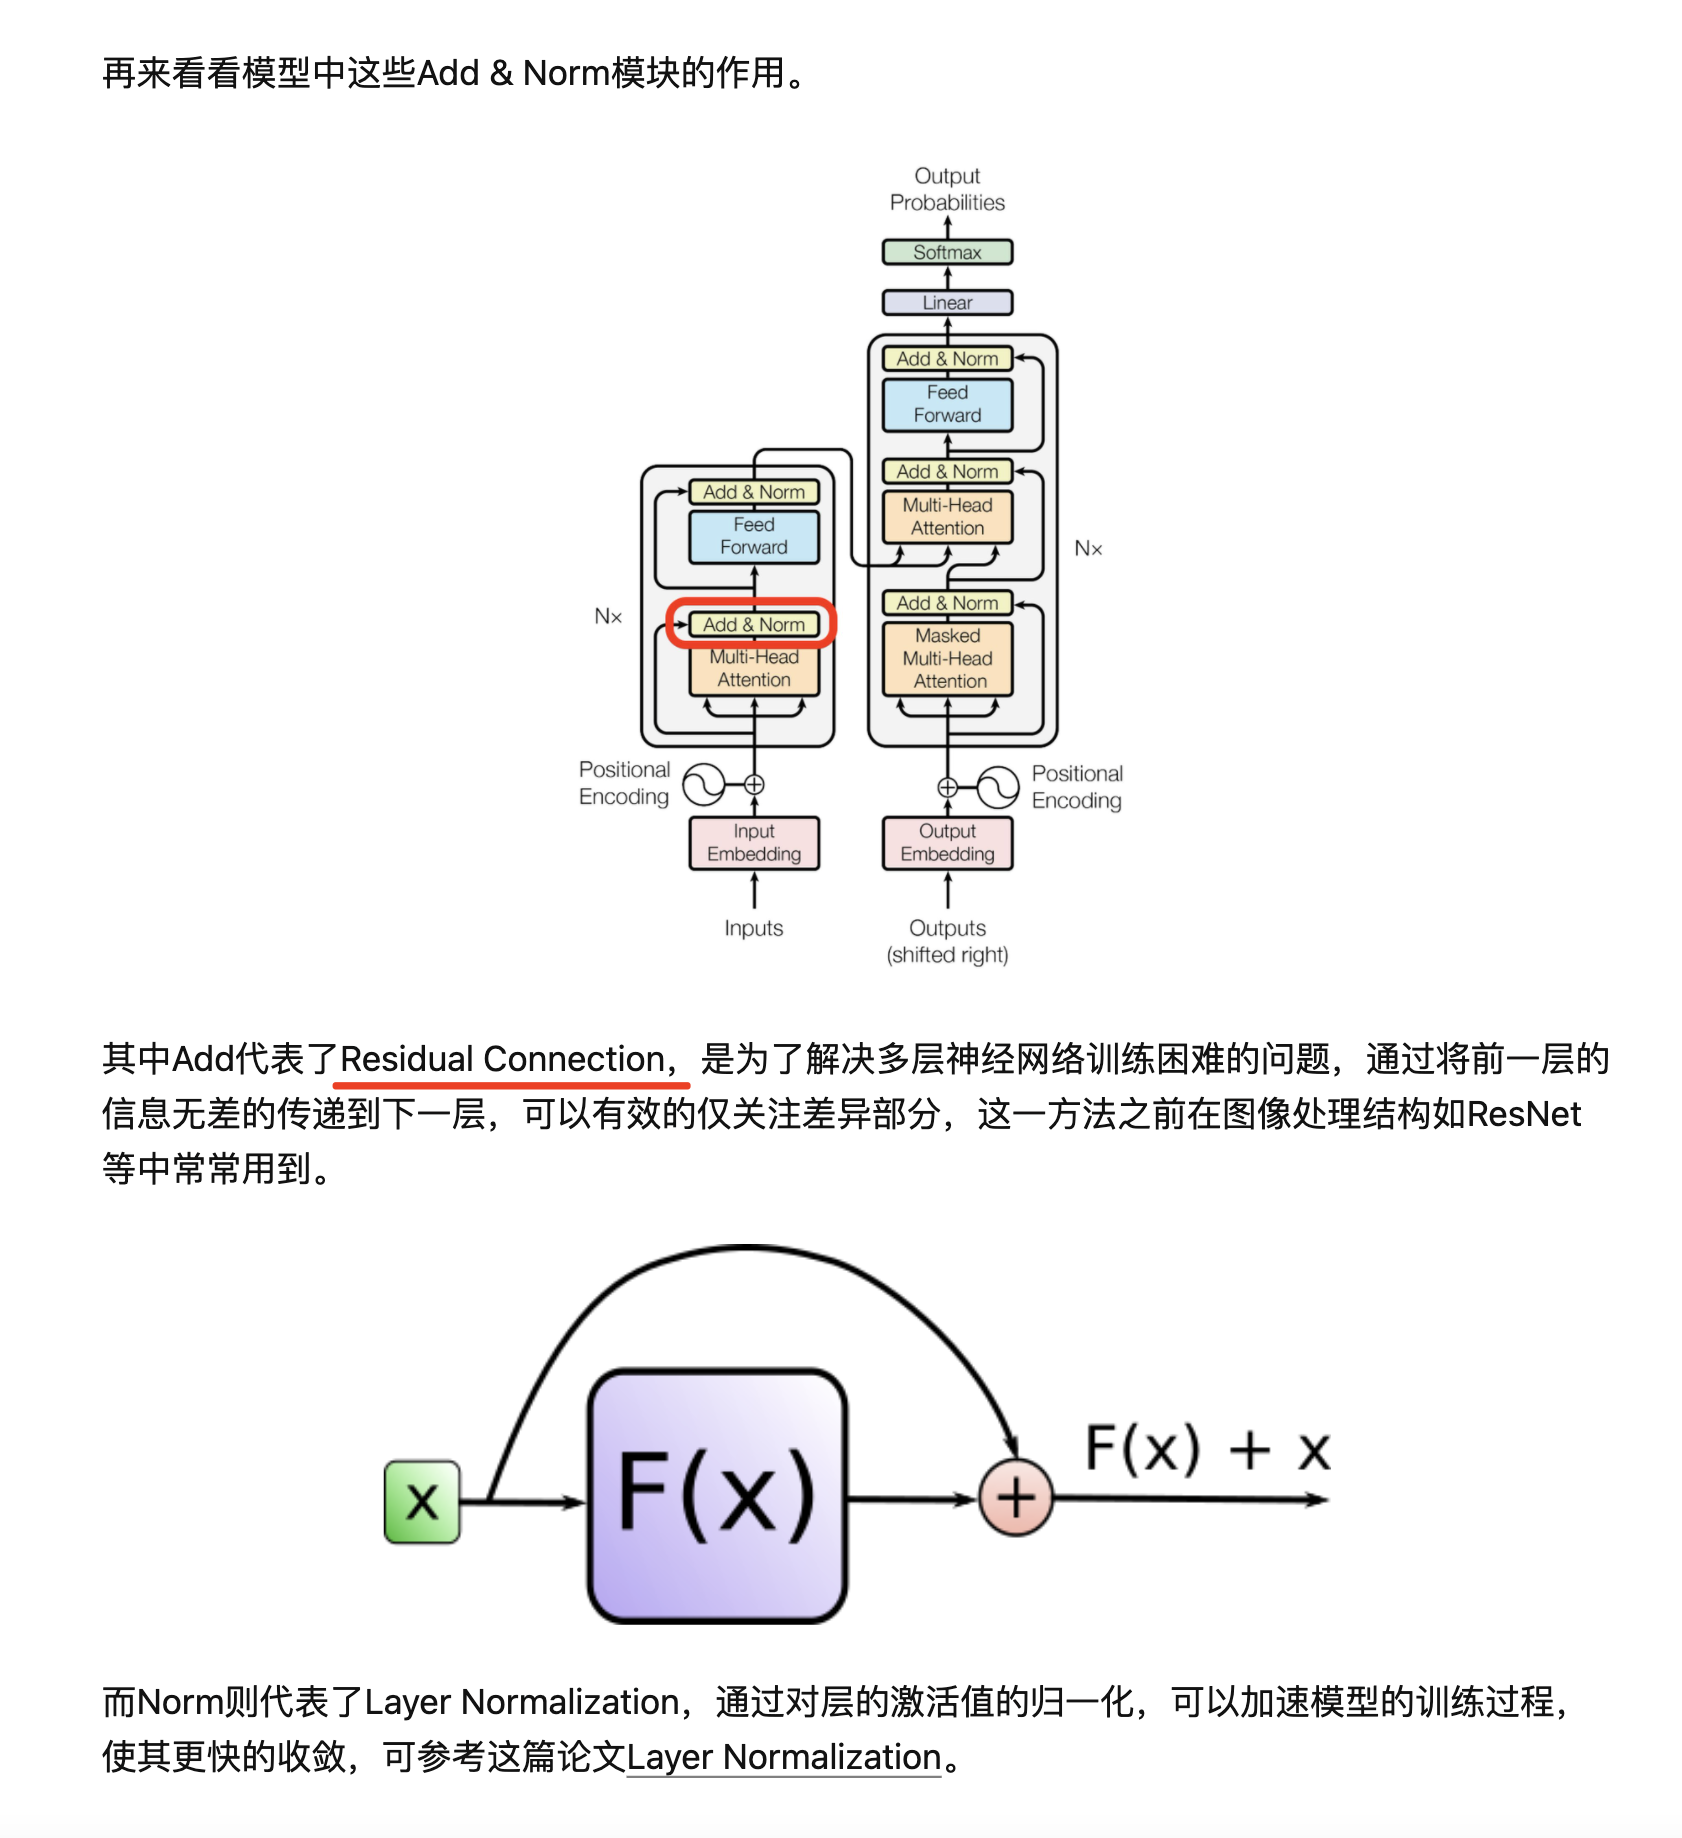 再来看看模型中这些Add & Norm模块的作用。
Output
Probabilities
Softmax
Linear
Add & Norm
Feed
Forward
Add & Norm
Multi-Head
Attention
Nx
Add & Norm
Masked
Multi-Head
Attention
Add & Norm
Feed
Forward
Nx
Add & Norm
Multi-Head
Attention
Positional
Encoding
Positional
Encoding
Input
Embedding
Output
Embedding
Inputs
Outputs
(shifted right)
其中Add代表了Residual Connection，是为了解决多层神经网络训练困难的问题，通过将前一层的
信息无差的传递到下一层，可以有效的仅关注差异部分，这一方法之前在图像处理结构如ResNet
等中常常用到。
x
F(x)
+
F(x) + x
而Norm则代表了Layer Normalization，通过对层的激活值的归一化，可以加速模型的训练过程，
使其更快的收敛，可参考这篇论文Layer Normalization。